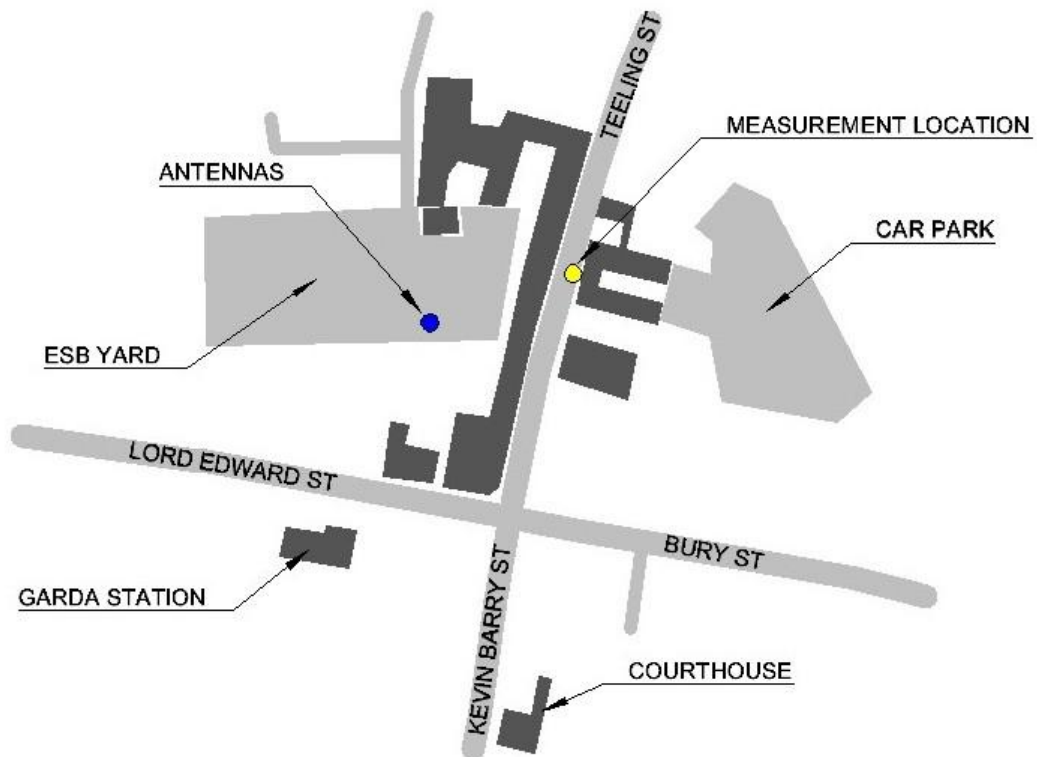 TEELING ST
MEASUREMENT LOCATION
ANTENNAS
CAR PARK
ESB YARD
LORD EDWARD ST
BURY ST
GARDA STATION
KEVIN BARRY ST
COURTHOUSE